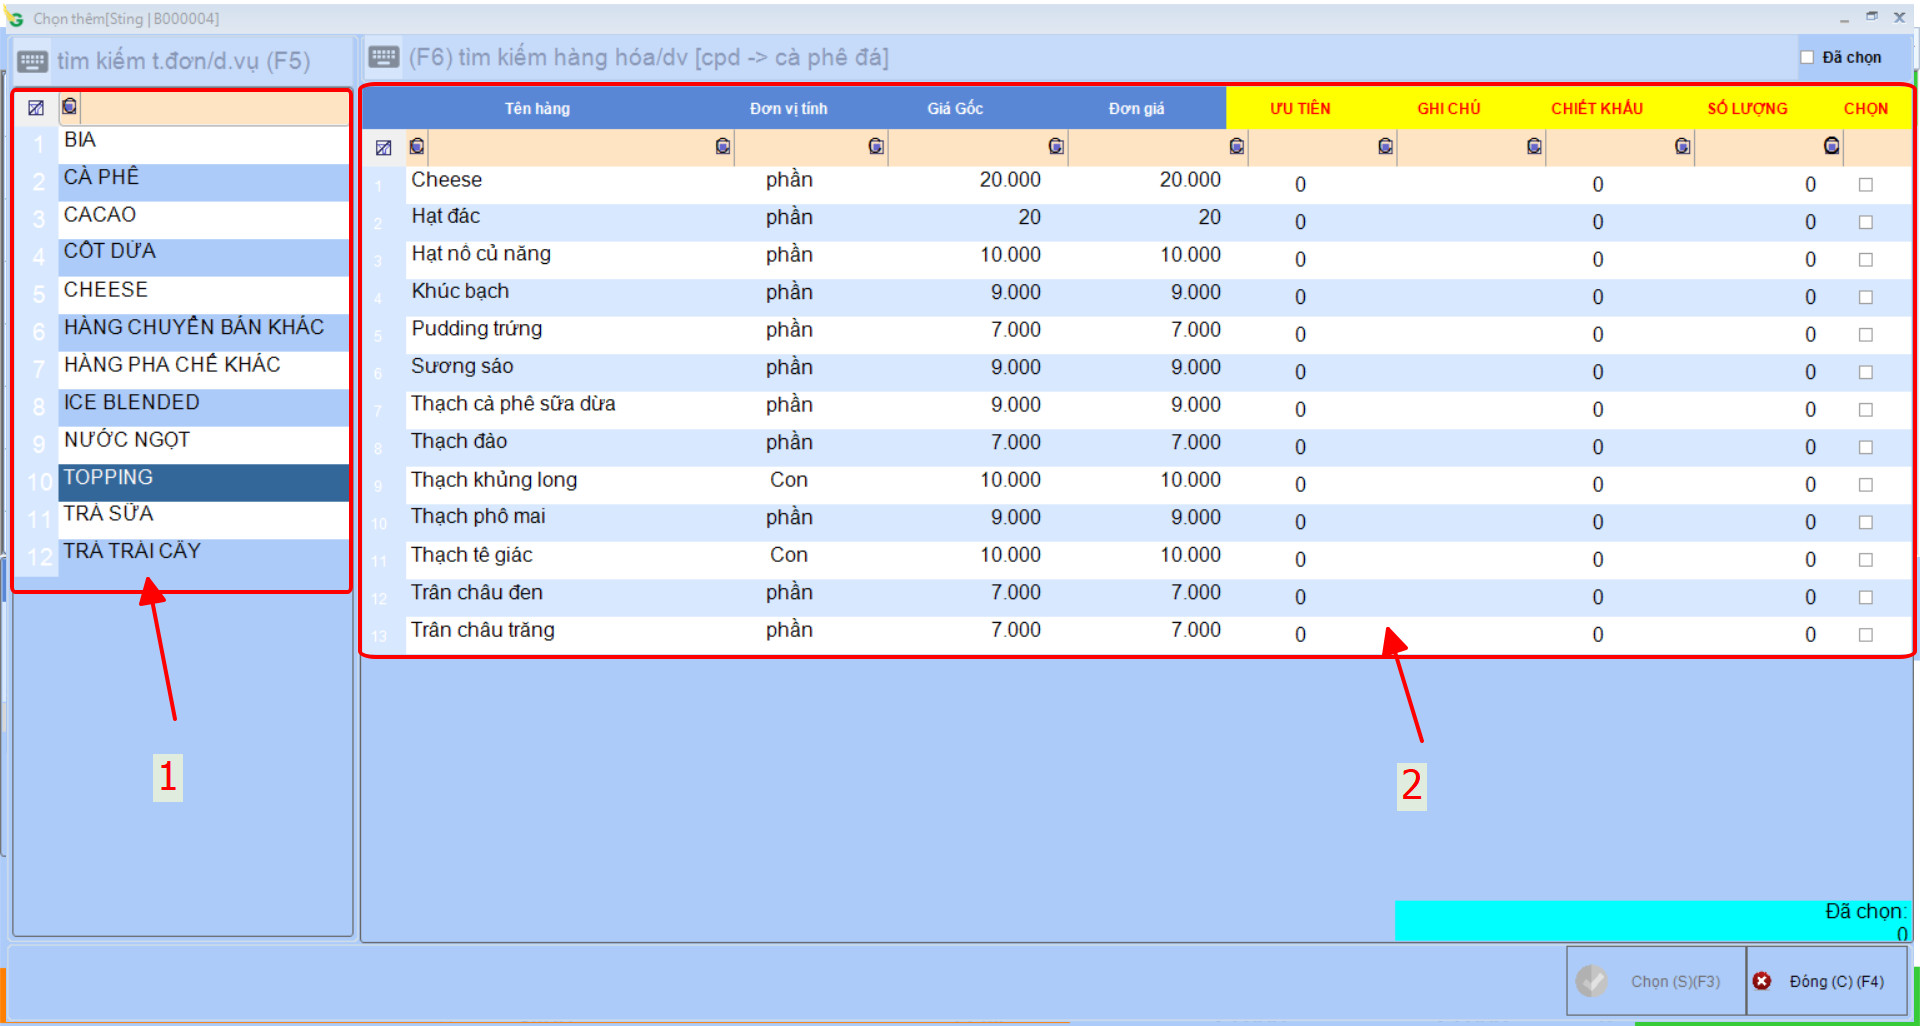 Chọn thêm[Sting | B000004]
tìm kiếm t.đơn/d.vụ (F5)
(F6) tìm kiếm hàng hóa/dv [cpd -> cà phê đá]
Đã chọn
1 BIA
2 CÀ PHÊ
3 CACAO
4 CỐT DỪA
5 CHEESE
6 HÀNG CHUYÊN BÁN KHÁC
7 HÀNG PHA CHẾ KHÁC
8 ICE BLENDED
9 NƯỚC NGỌT
10 TOPPING
11 TRÀ SỮA
12 TRÀ TRÁI CÂY
Tên hàng Đơn vị tính Giá Gốc Đơn giá ƯU TIÊN GHI CHÚ CHIẾT KHẤU SỐ LƯỢNG CHỌN
1 Cheese phần 20.000 20.000 0 0 0
2 Hạt đác phần 20 20 0 0 0
3 Hạt nổ củ năng phần 10.000 10.000 0 0 0
4 Khúc bạch phần 9.000 9.000 0 0 0
5 Pudding trứng phần 7.000 7.000 0 0 0
6 Sương sáo phần 9.000 9.000 0 0 0
7 Thạch cà phê sữa dừa phần 9.000 9.000 0 0 0
8 Thạch đào phần 7.000 7.000 0 0 0
9 Thạch khủng long Con 10.000 10.000 0 0 0
10 Thạch phô mai phần 9.000 9.000 0 0 0
11 Thạch tê giác Con 10.000 10.000 0 0 0
12 Trân châu đen phần 7.000 7.000 0 0 0
13 Trân châu trắng phần 7.000 7.000 0 0 0
1
2
Đã chọn:
0
Chọn (S)(F3)
Đóng (C) (F4)